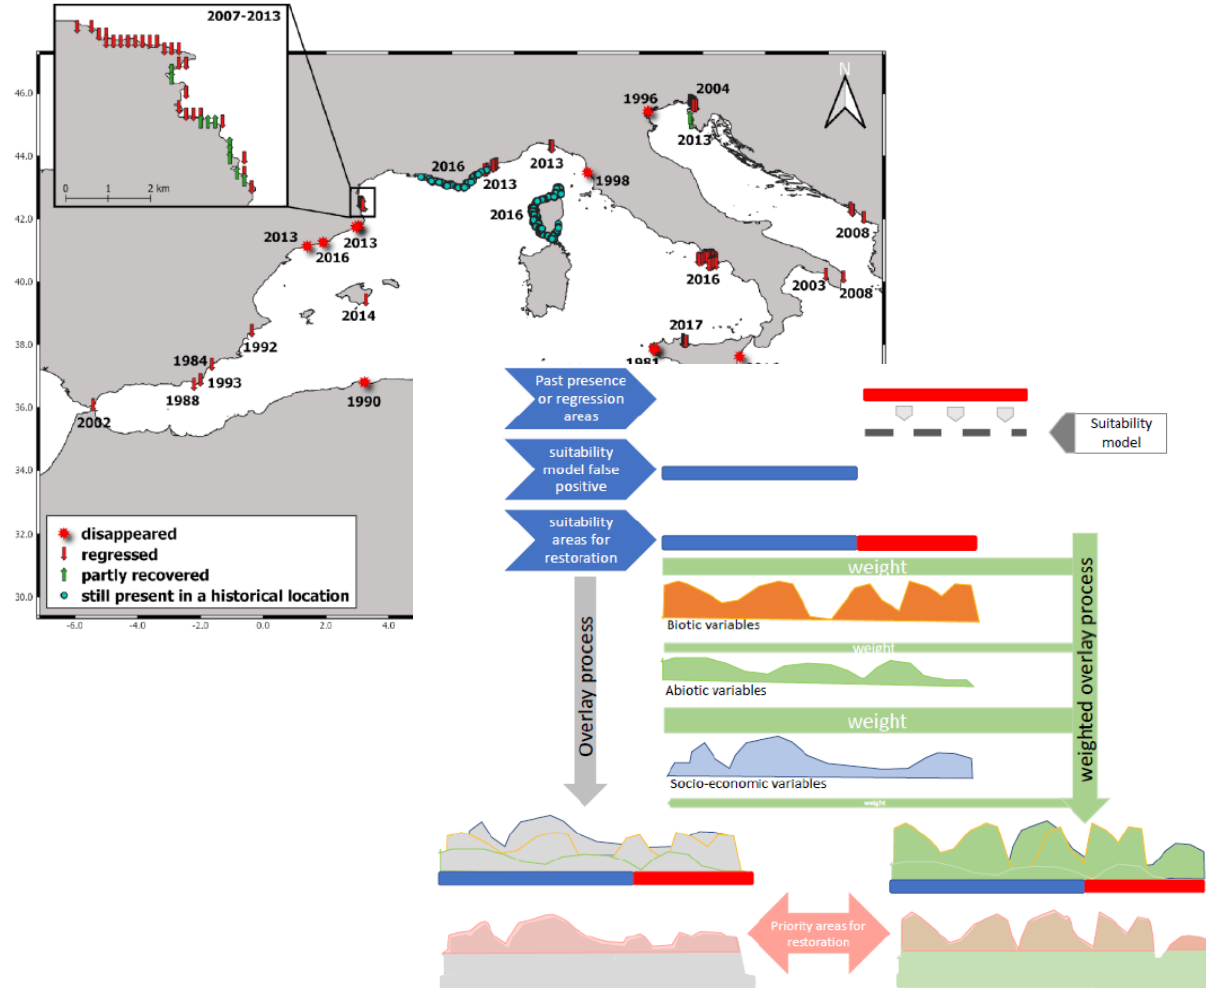 2007-2013
0 1 2 km
N
46.0
44.0
42.0
40.0
38.0
36.0
34.0
32.0
30.0
-6.0 -4.0 -2.0 0.0 2.0 4.0
1996
2004
2013
2016
2013
2013
1998
2016
2013
2016
2013
2008
2016
2003
2008
2014
2017
1992
1981
1984
1993
1988
1990
2002
disappeared
regressed
partly recovered
still present in a historical location
Past presence
or regression
areas
Suitability
model
suitability
model false
positive
suitability
areas for
restoration
weight
Biotic variables
weight
Abiotic variables
weight
Socio-economic variables
weight
Overlay process
weighted overlay process
Priority areas for
restoration